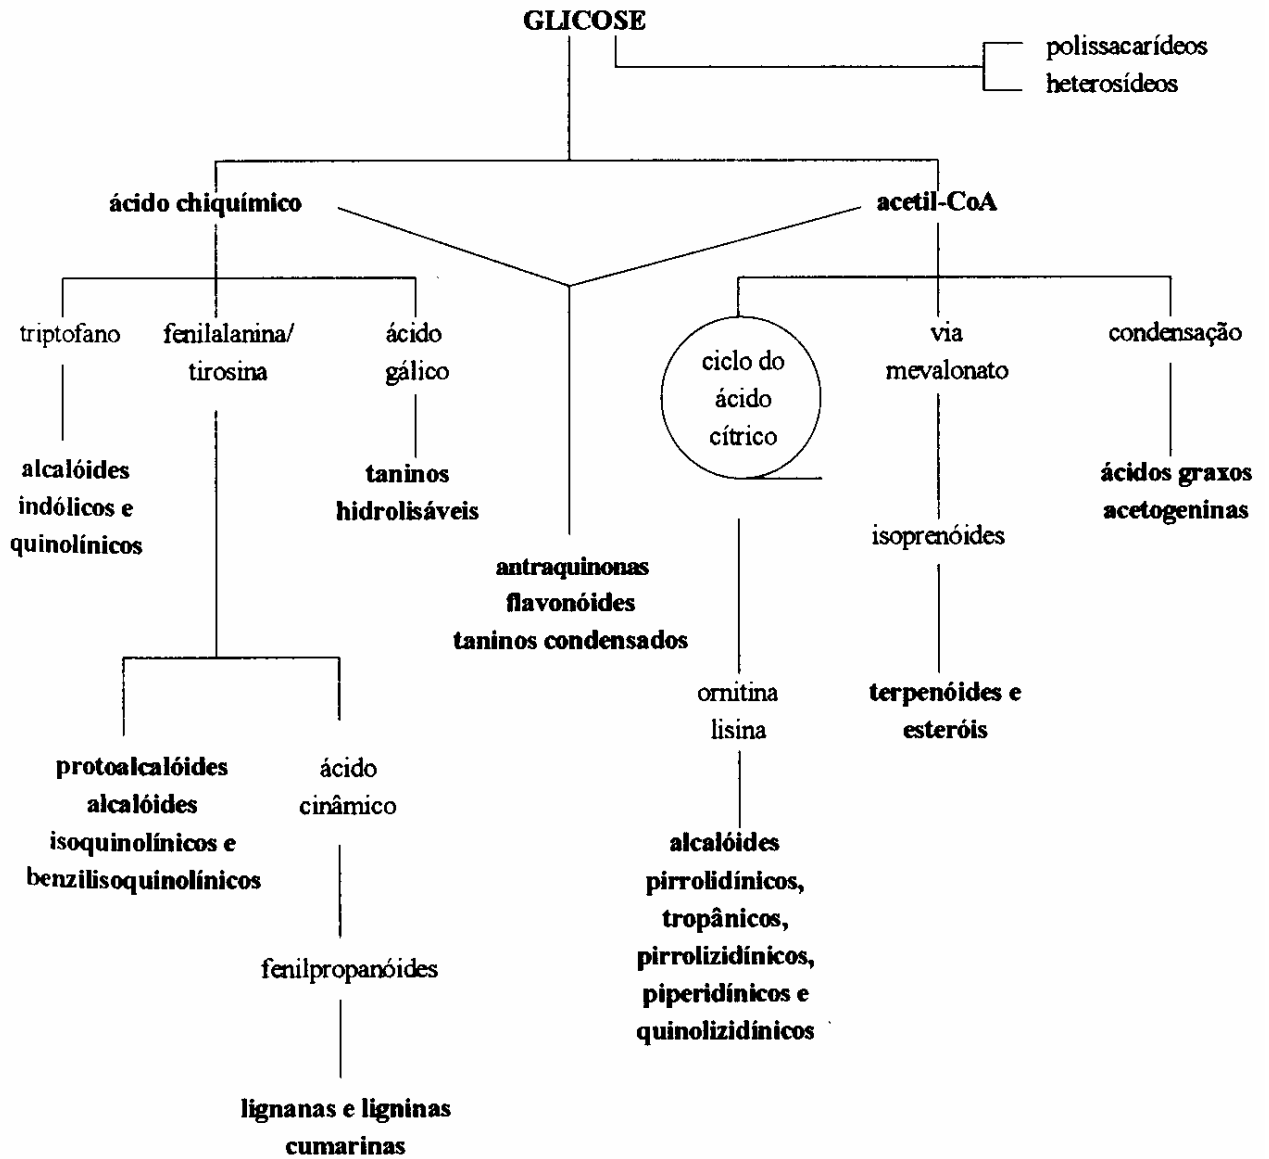 GLICOSE
polissacarídeos
heterosídeos
ácido chiquímico
acetil-CoA
triptofano
fenilalanina/
tirosina
ácido
gálico
ciclo do
ácido
cítrico
via
mevalonato
condensação
alcalóides
indólicos e
quinolínicos
taninos
hidrolisáveis
antraquinonas
flavonóides
taninos condensados
isoprenóides
ácidos graxos
acetogeninas
ornitina
lisina
terpenóides e
esteróis
protoalcalóides
alcalóides
isoquinolínicos e
benzilisoquinolínicos
ácido
cinâmico
fenilpropanóides
lignanas e ligninas
cumarinas
alcalóides
pirrolidínicos,
tropânicos,
pirrolizidínicos,
piperidínicos e
quinolizidínicos